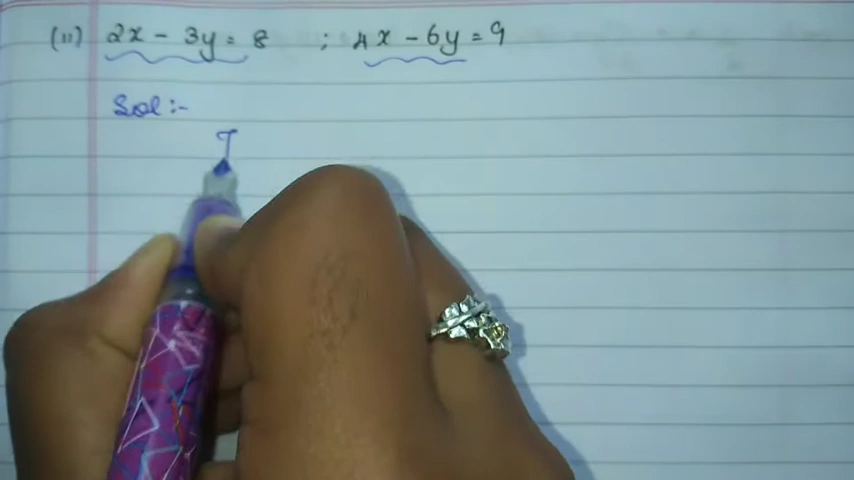 (ii) 2x - 3y = 8 ; 4x - 6y = 9
Sol :-
T